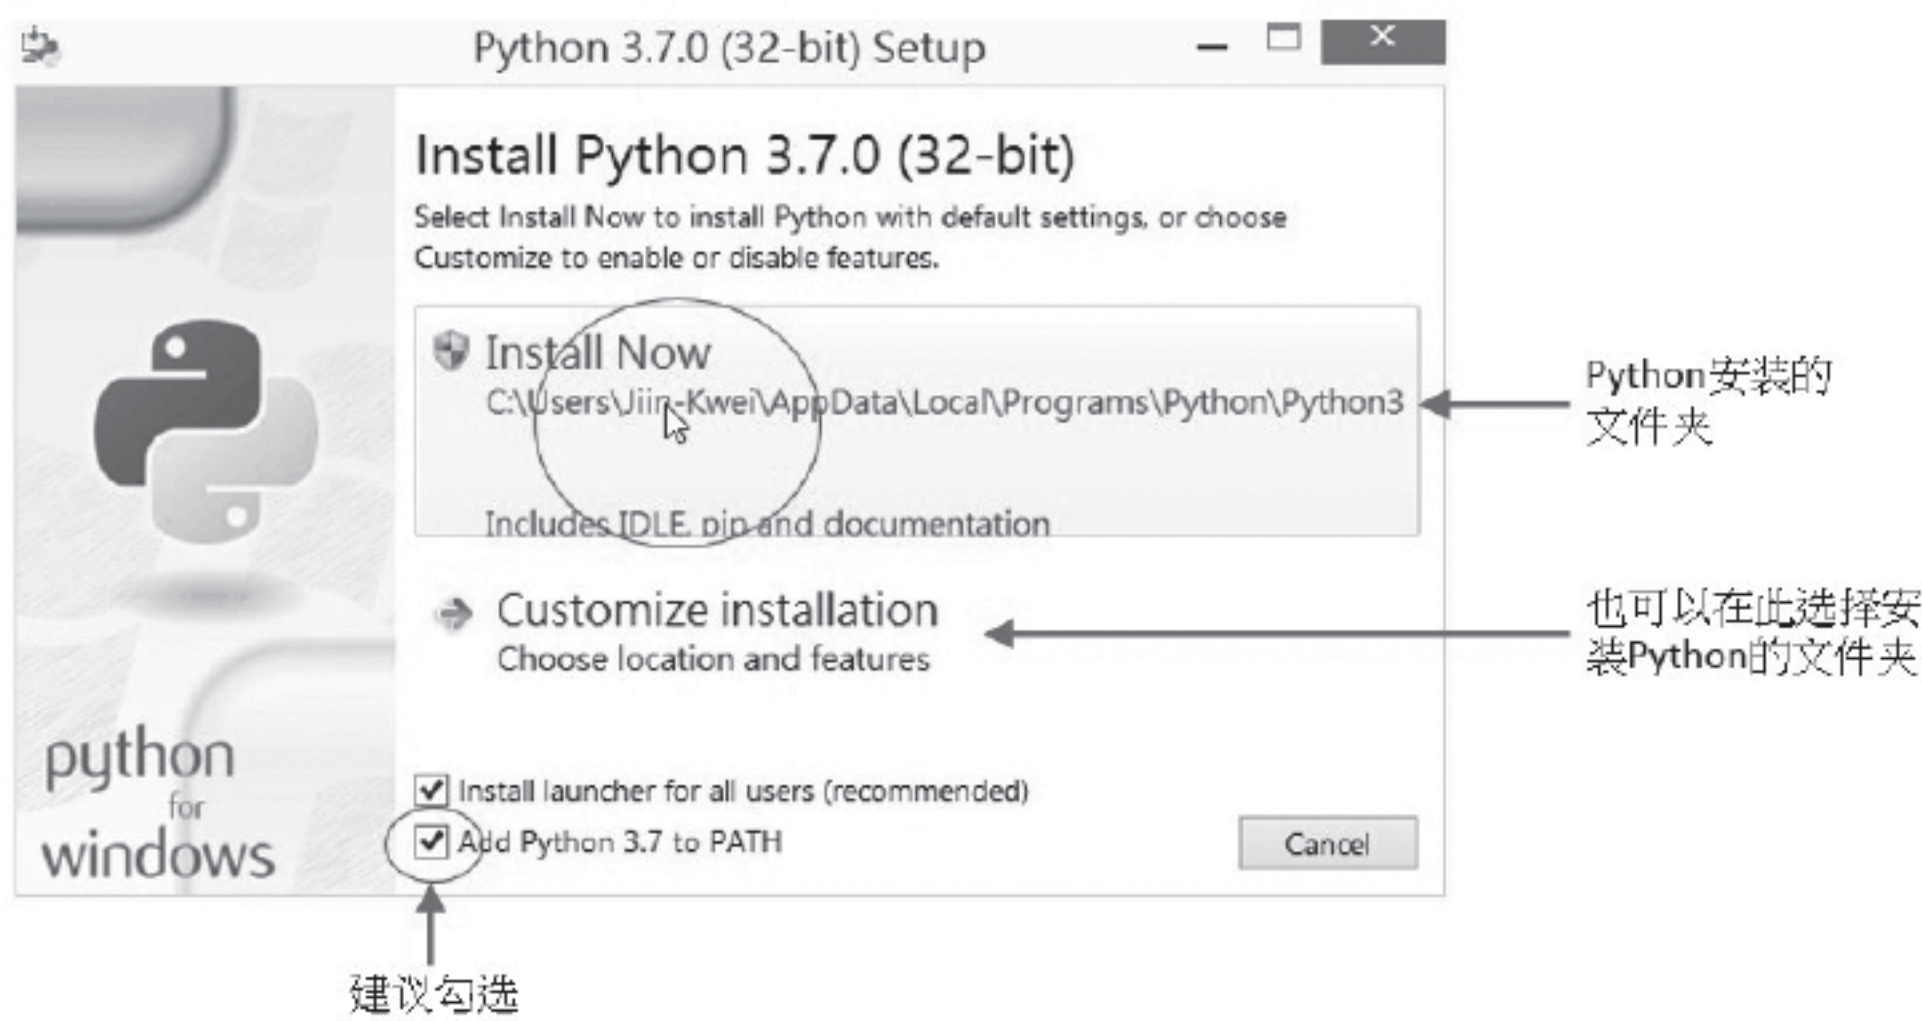 Python 3.7.0 (32-bit) Setup
Install Python 3.7.0 (32-bit)
Select Install Now to install Python with default settings, or choose
Customize to enable or disable features.
Install Now
C:\Users\Jiin-Kwei\AppData\Local\Programs\Python\Python3
Includes IDLE, pip and documentation
Customize installation
Choose location and features
Install launcher for all users (recommended)
Add Python 3.7 to PATH
Cancel
python
for
windows
Python安装的
文件夹
也可以在此选择安
装Python的文件夹
建议勾选